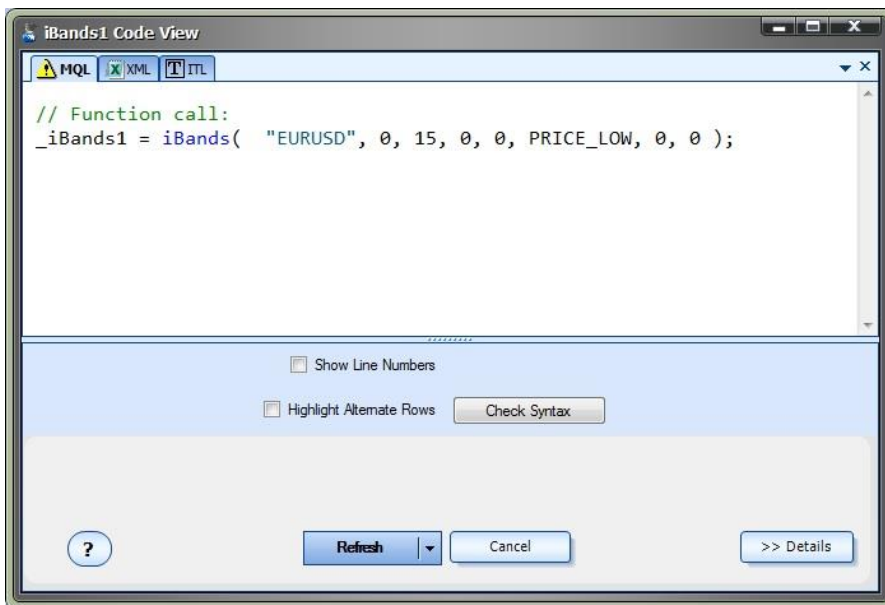 iBands1 Code View
MQL XML T ITL
// Function call:
_iBands1 = iBands(  "EURUSD", 0, 15, 0, 0, PRICE_LOW, 0, 0 );
Show Line Numbers
Highlight Alternate Rows Check Syntax
? Refresh Cancel >> Details